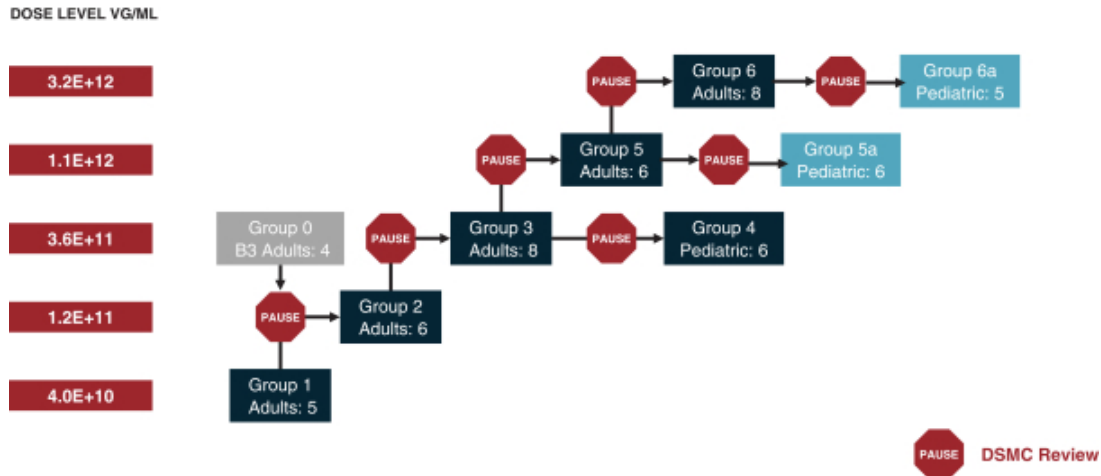 DOSE LEVEL VG/ML
3.2E+12
PAUSE
Group 6
Adults: 8
PAUSE
Group 6a
Pediatric: 5
1.1E+12
PAUSE
Group 5
Adults: 6
PAUSE
Group 5a
Pediatric: 6
3.6E+11
Group 0
B3 Adults: 4
PAUSE
Group 3
Adults: 8
PAUSE
Group 4
Pediatric: 6
1.2E+11
PAUSE
Group 2
Adults: 6
4.0E+10
Group 1
Adults: 5
PAUSE
DSMC Review